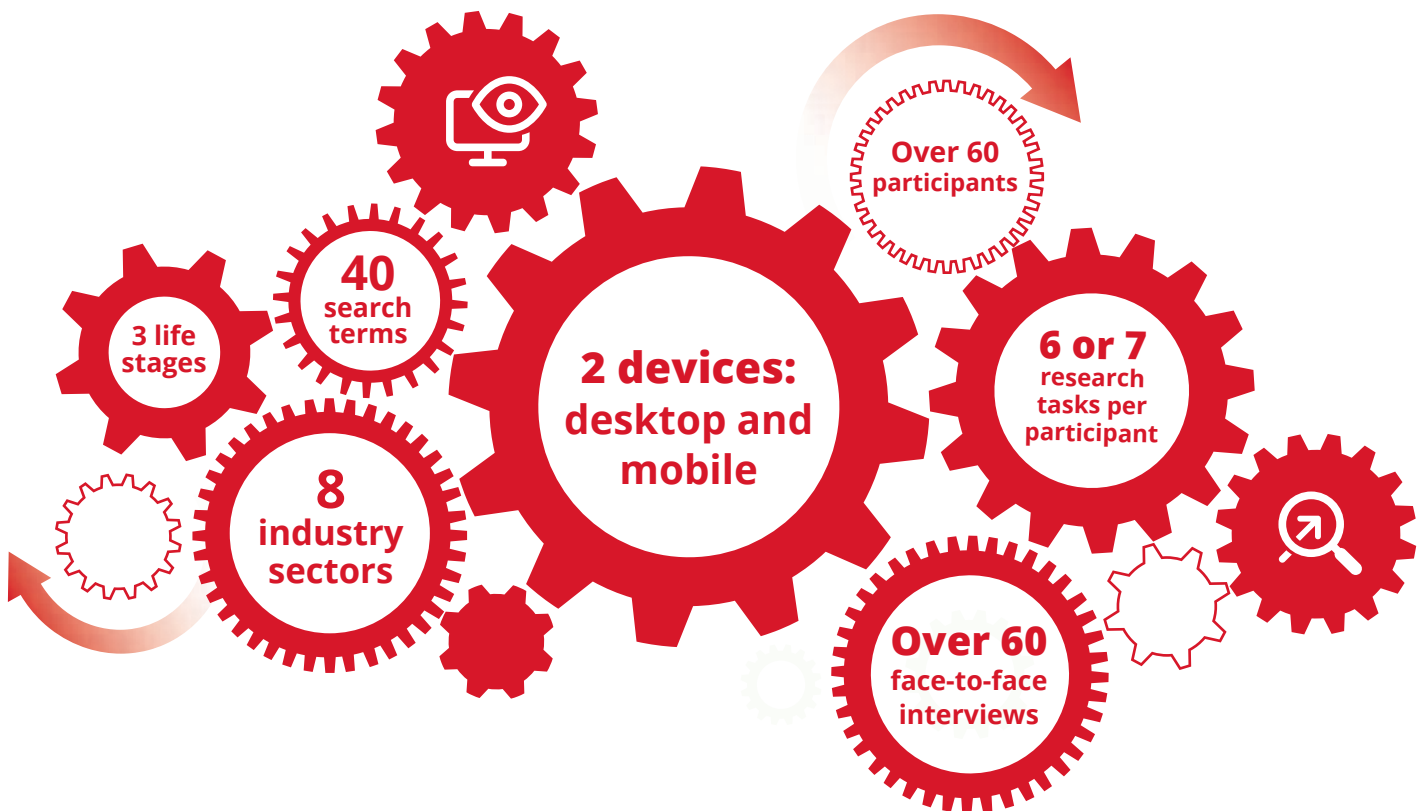 Over 60
participants
40
search
terms
3 life
stages
2 devices:
desktop and
mobile
6 or 7
research
tasks per
participant
8
industry
sectors
Over 60
face-to-face
interviews